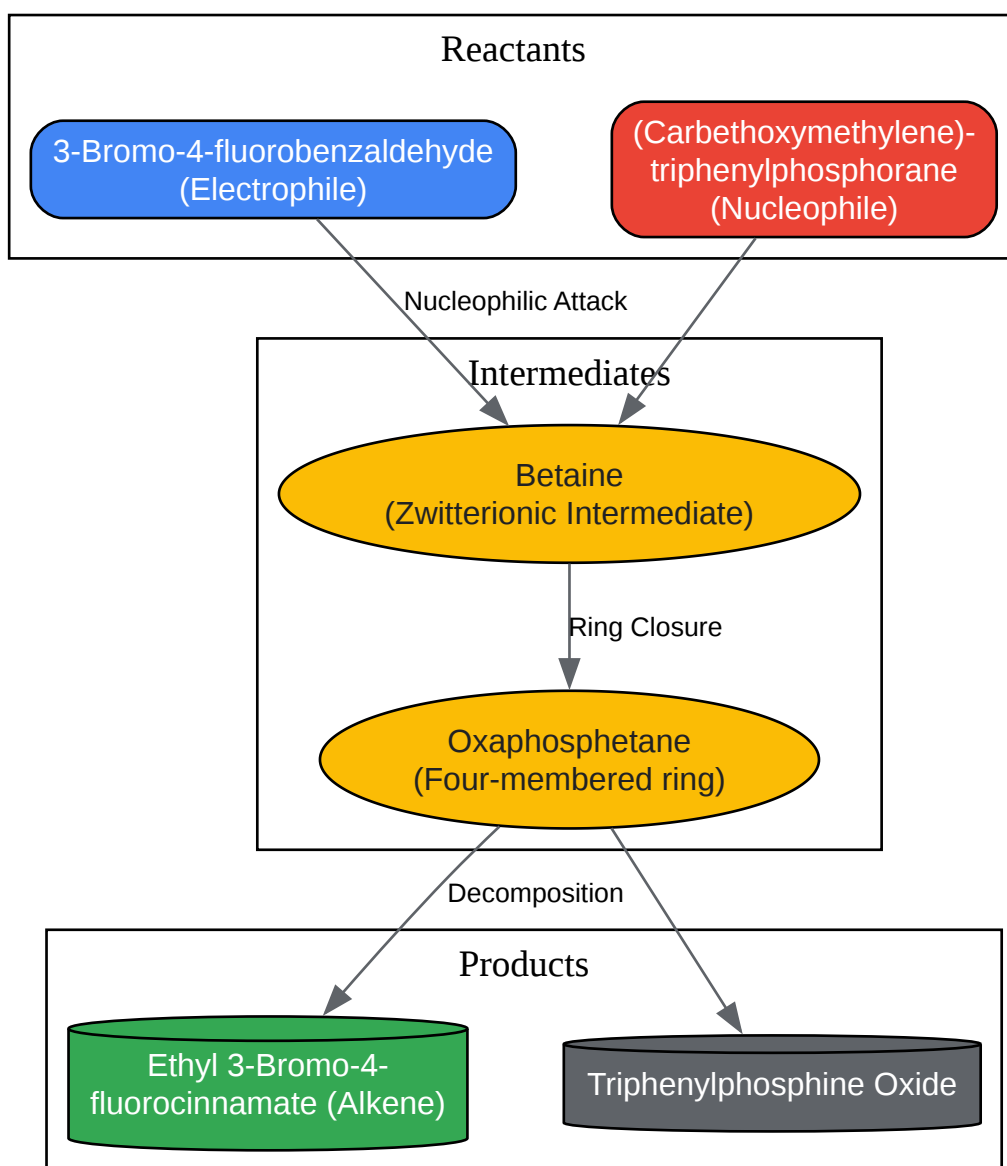 Reactants
3-Bromo-4-fluorobenzaldehyde
(Electrophile)
(Carbethoxymethylene)-
triphenylphosphorane
(Nucleophile)
Nucleophilic Attack
Intermediates
Betaine
(Zwitterionic Intermediate)
Ring Closure
Oxaphosphetane
(Four-membered ring)
Decomposition
Products
Ethyl 3-Bromo-4-
fluorocinnamate (Alkene)
Triphenylphosphine Oxide